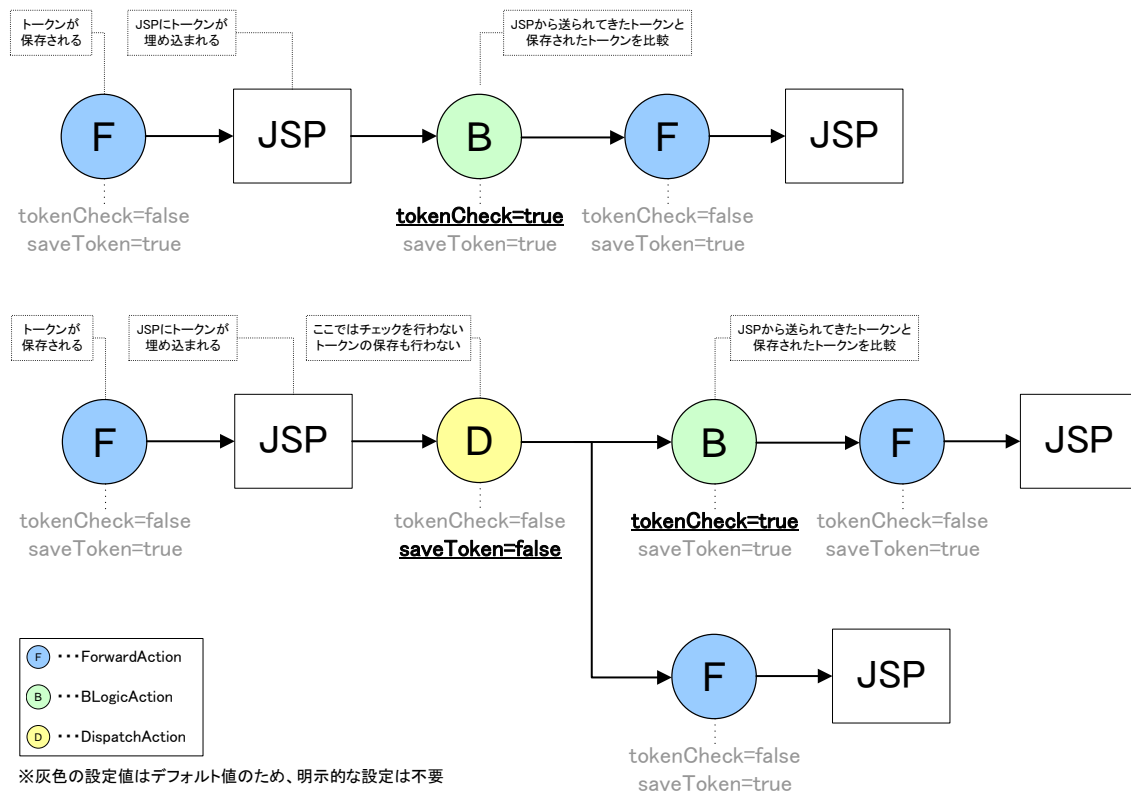 トークンが
保存される
JSPにトークンが
埋め込まれる
JSPから送られてきたトークンと
保存されたトークンを比較
F
JSP
B
F
JSP
tokenCheck=false
saveToken=true
tokenCheck=true
saveToken=true
tokenCheck=false
saveToken=true
トークンが
保存される
JSPにトークンが
埋め込まれる
ここではチェックを行わない
トークンの保存も行わない
JSPから送られてきたトークンと
保存されたトークンを比較
F
JSP
D
B
F
JSP
tokenCheck=false
saveToken=true
tokenCheck=false
saveToken=false
tokenCheck=true
saveToken=true
tokenCheck=false
saveToken=true
F
JSP
tokenCheck=false
saveToken=true
F ・・・ForwardAction
B ・・・BLogicAction
D ・・・DispatchAction
※灰色の設定値はデフォルト値のため、明示的な設定は不要